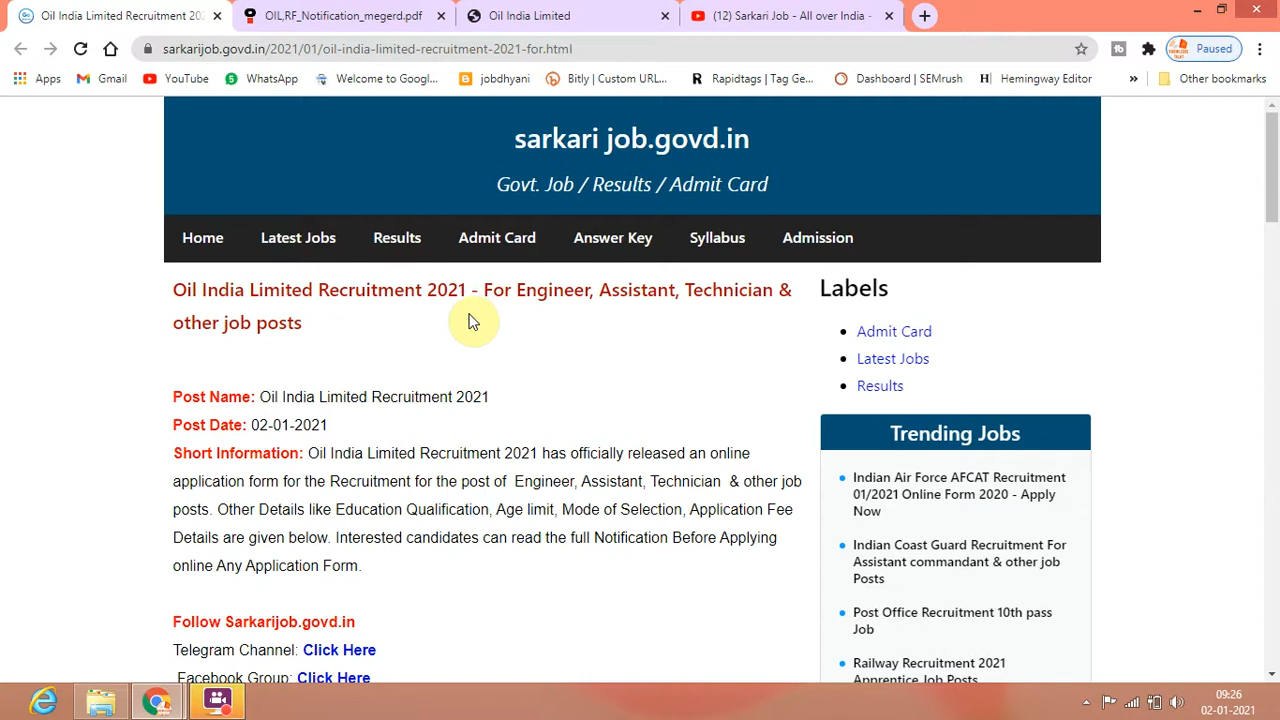 Oil India Limited Recruitment 202
OIL,RF_Notification_megerd.pdf
Oil India Limited
(12) Sarkari Job - All over India -
sarkarijob.govd.in/2021/01/oil-india-limited-recruitment-2021-for.html
Paused
Apps
Gmail
YouTube
WhatsApp
Welcome to Googl...
jobdhyani
Bitly | Custom URL...
Rapidtags | Tag Ge...
Dashboard | SEMrush
Hemingway Editor
»
Other bookmarks
sarkari job.govd.in
Govt. Job / Results / Admit Card
Home Latest Jobs Results Admit Card Answer Key Syllabus Admission
Oil India Limited Recruitment 2021 - For Engineer, Assistant, Technician &
other job posts
Post Name: Oil India Limited Recruitment 2021
Post Date: 02-01-2021
Short Information: Oil India Limited Recruitment 2021 has officially released an online
application form for the Recruitment for the post of Engineer, Assistant, Technician & other job
posts. Other Details like Education Qualification, Age limit, Mode of Selection, Application Fee
Details are given below. Interested candidates can read the full Notification Before Applying
online Any Application Form.
Follow Sarkarijob.govd.in
Telegram Channel: Click Here
Facebook Group: Click Here
Labels
Admit Card
Latest Jobs
Results
Trending Jobs
Indian Air Force AFCAT Recruitment
01/2021 Online Form 2020 - Apply
Now
Indian Coast Guard Recruitment For
Assistant commandant & other job
Posts
Post Office Recruitment 10th pass
Job
Railway Recruitment 2021
Apprentice Job Posts
09:26
02-01-2021